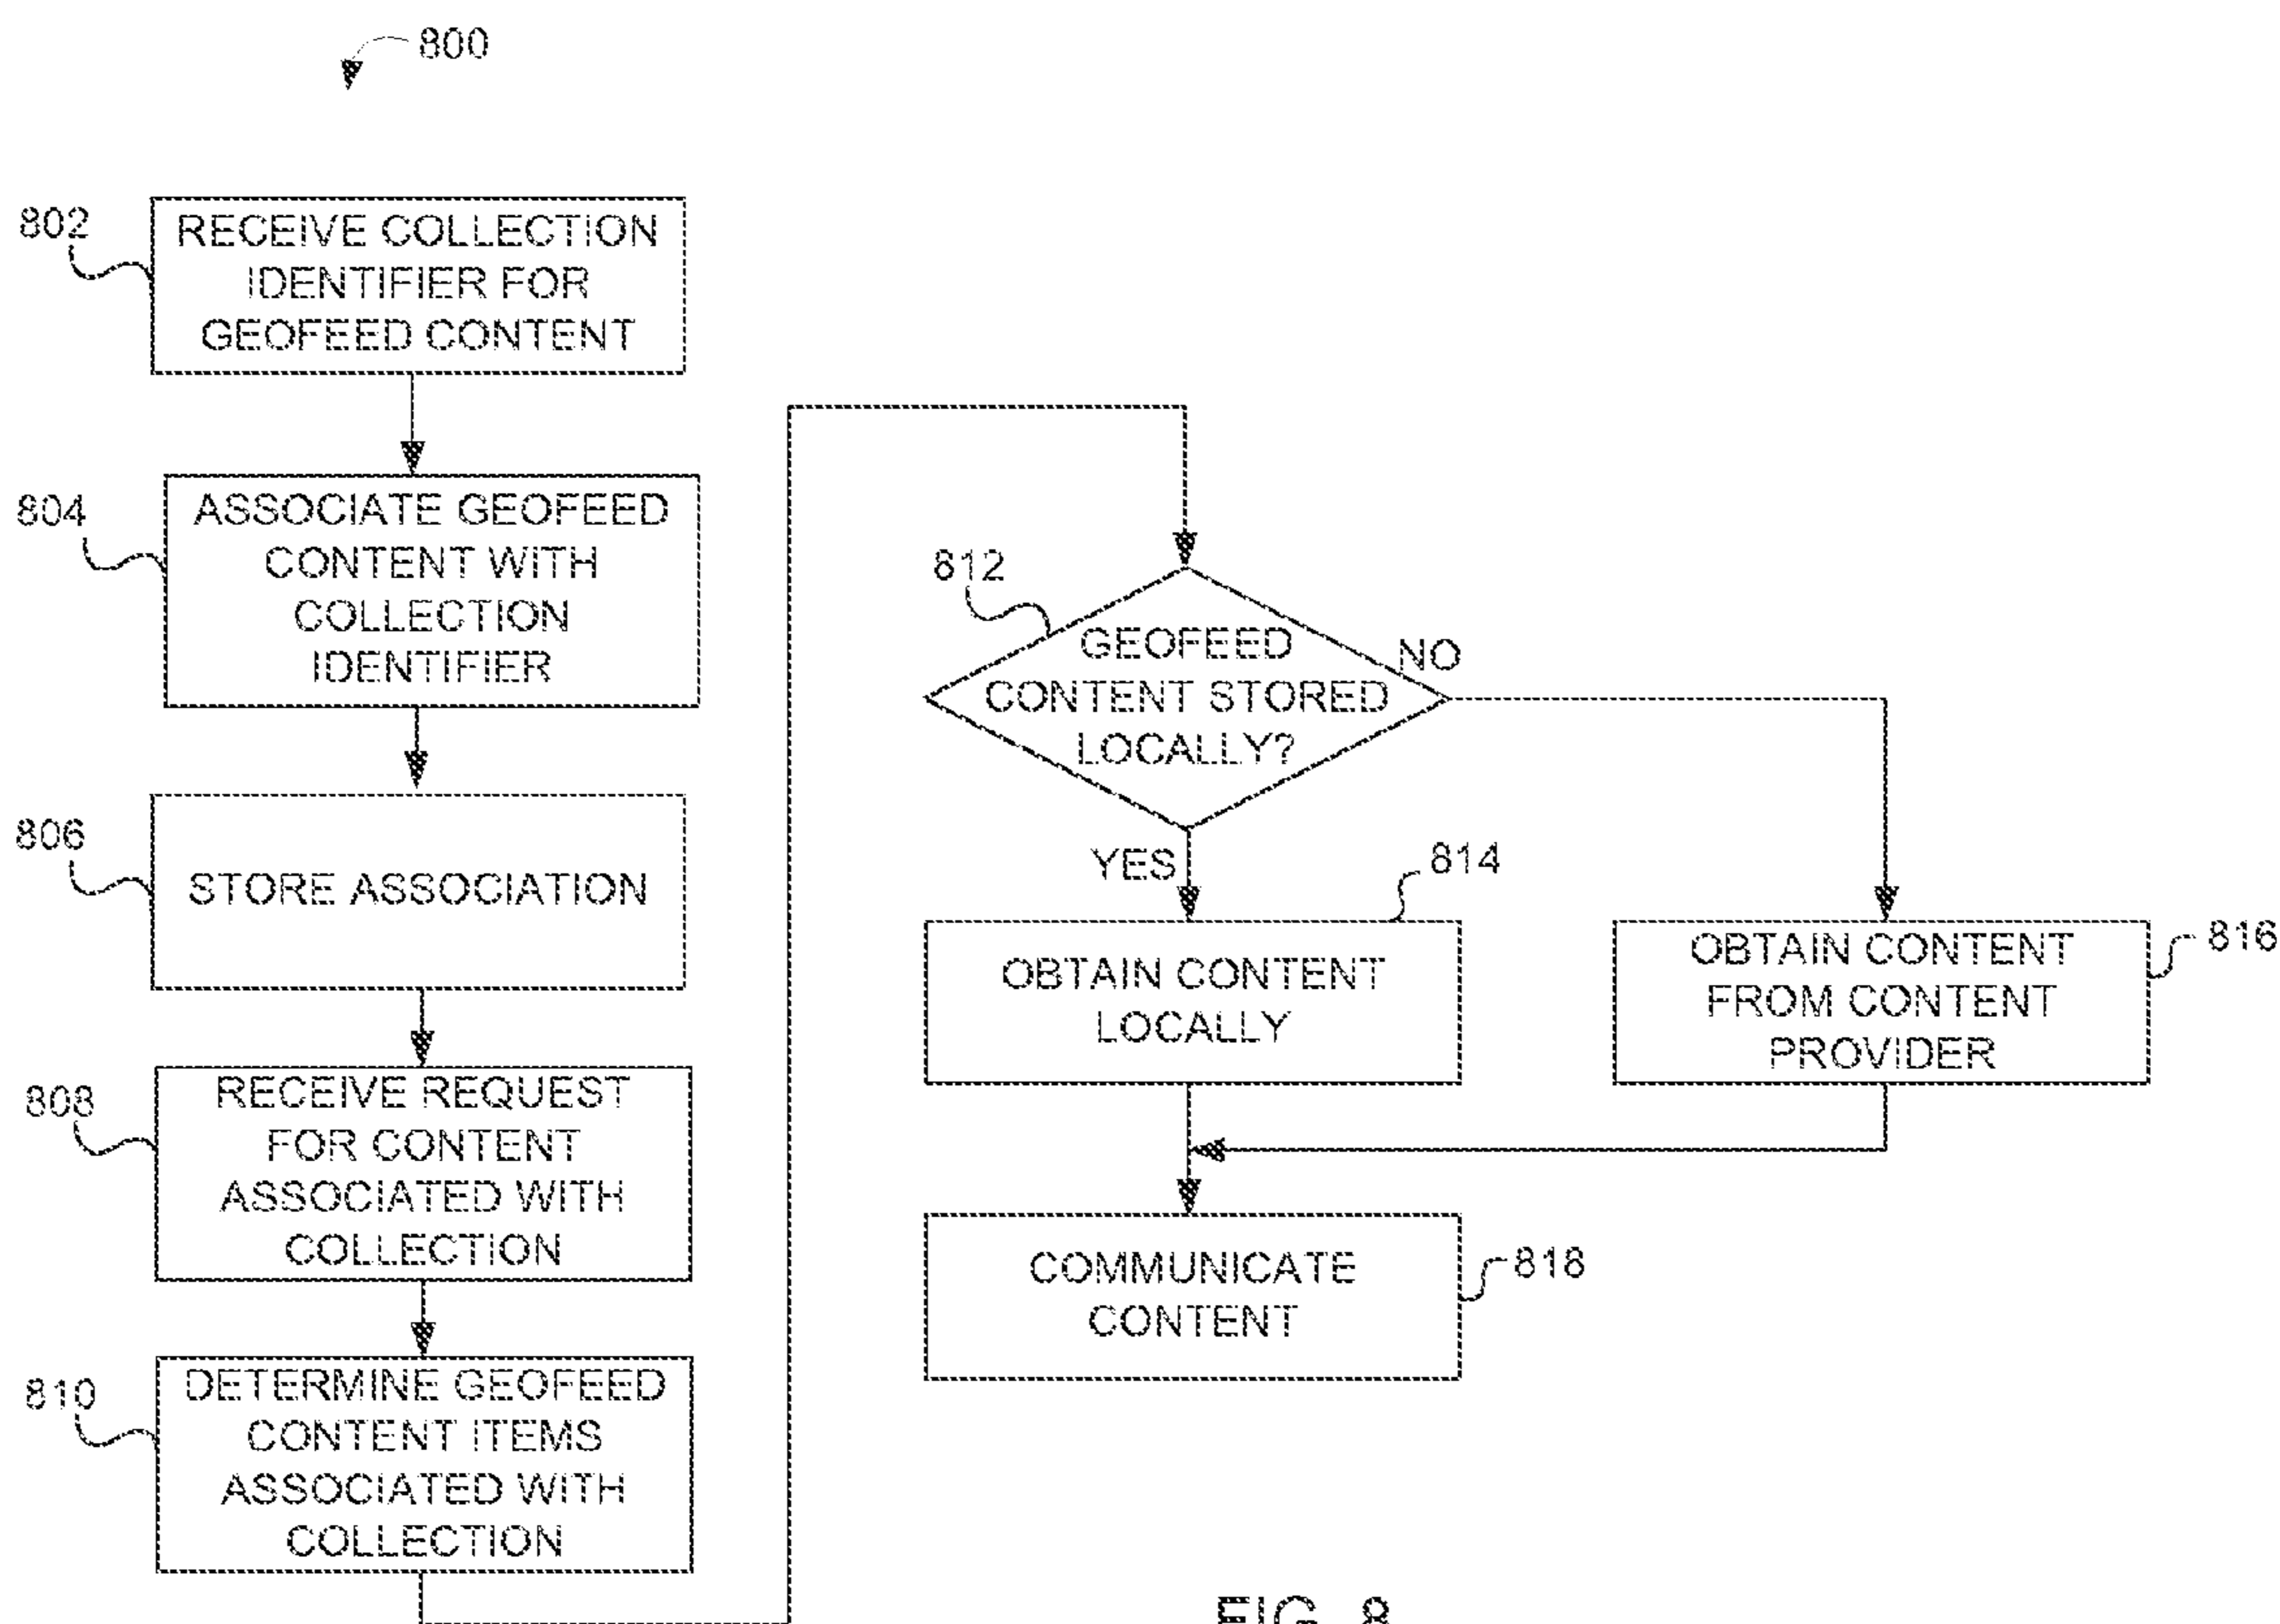 800
802
RECEIVE COLLECTION
IDENTIFIER FOR
GEOFEED CONTENT
804
ASSOCIATE GEOFEED
CONTENT WITH
COLLECTION
IDENTIFIER
806
STORE ASSOCIATION
808
RECEIVE REQUEST
FOR CONTENT
ASSOCIATED WITH
COLLECTION
810
DETERMINE GEOFEED
CONTENT ITEMS
ASSOCIATED WITH
COLLECTION
812
GEOFEED
CONTENT STORED
LOCALLY?
NO
YES
814
OBTAIN CONTENT
LOCALLY
816
OBTAIN CONTENT
FROM CONTENT
PROVIDER
818
COMMUNICATE
CONTENT
FIG. 8